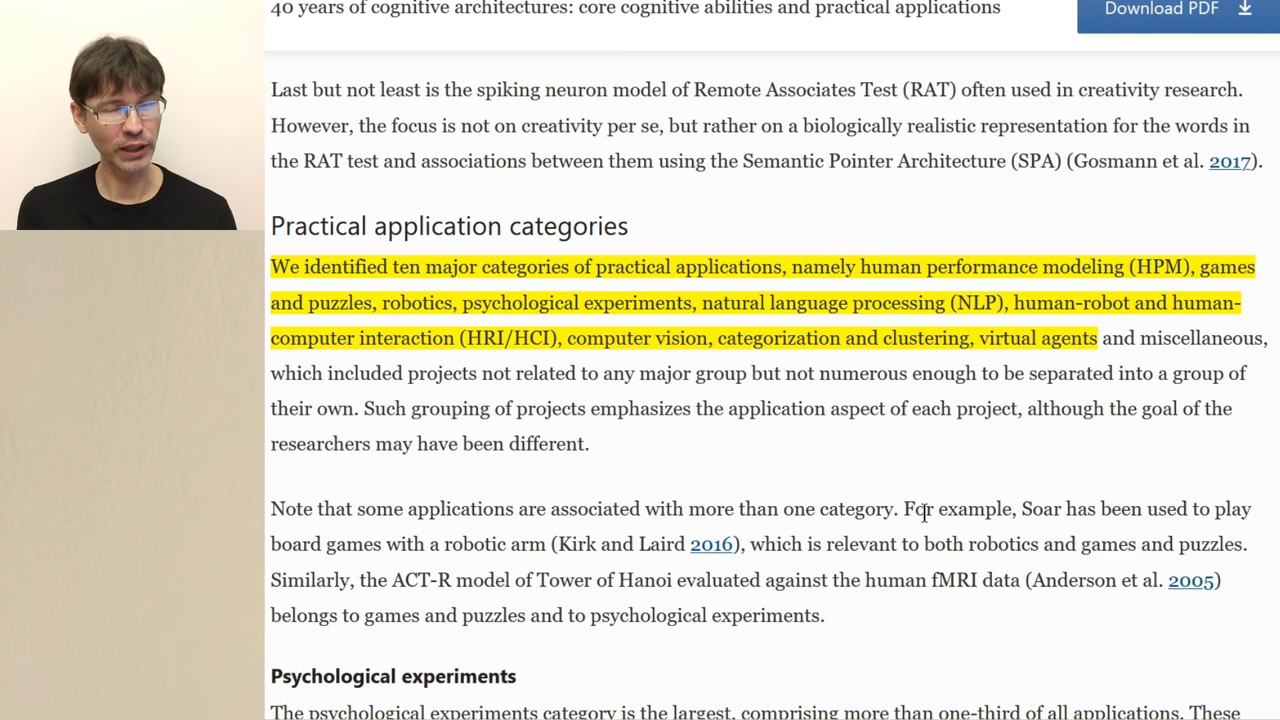 40 years of cognitive architectures: core cognitive abilities and practical applications
Download PDF
Last but not least is the spiking neuron model of Remote Associates Test (RAT) often used in creativity research.
However, the focus is not on creativity per se, but rather on a biologically realistic representation for the words in
the RAT test and associations between them using the Semantic Pointer Architecture (SPA) (Gosmann et al. 2017).
Practical application categories
We identified ten major categories of practical applications, namely human performance modeling (HPM), games
and puzzles, robotics, psychological experiments, natural language processing (NLP), human-robot and human-
computer interaction (HRI/HCI), computer vision, categorization and clustering, virtual agents and miscellaneous,
which included projects not related to any major group but not numerous enough to be separated into a group of
their own. Such grouping of projects emphasizes the application aspect of each project, although the goal of the
researchers may have been different.
Note that some applications are associated with more than one category. For example, Soar has been used to play
board games with a robotic arm (Kirk and Laird 2016), which is relevant to both robotics and games and puzzles.
Similarly, the ACT-R model of Tower of Hanoi evaluated against the human fMRI data (Anderson et al. 2005)
belongs to games and puzzles and to psychological experiments.
Psychological experiments
The psychological experiments category is the largest, comprising more than one-third of all applications. These